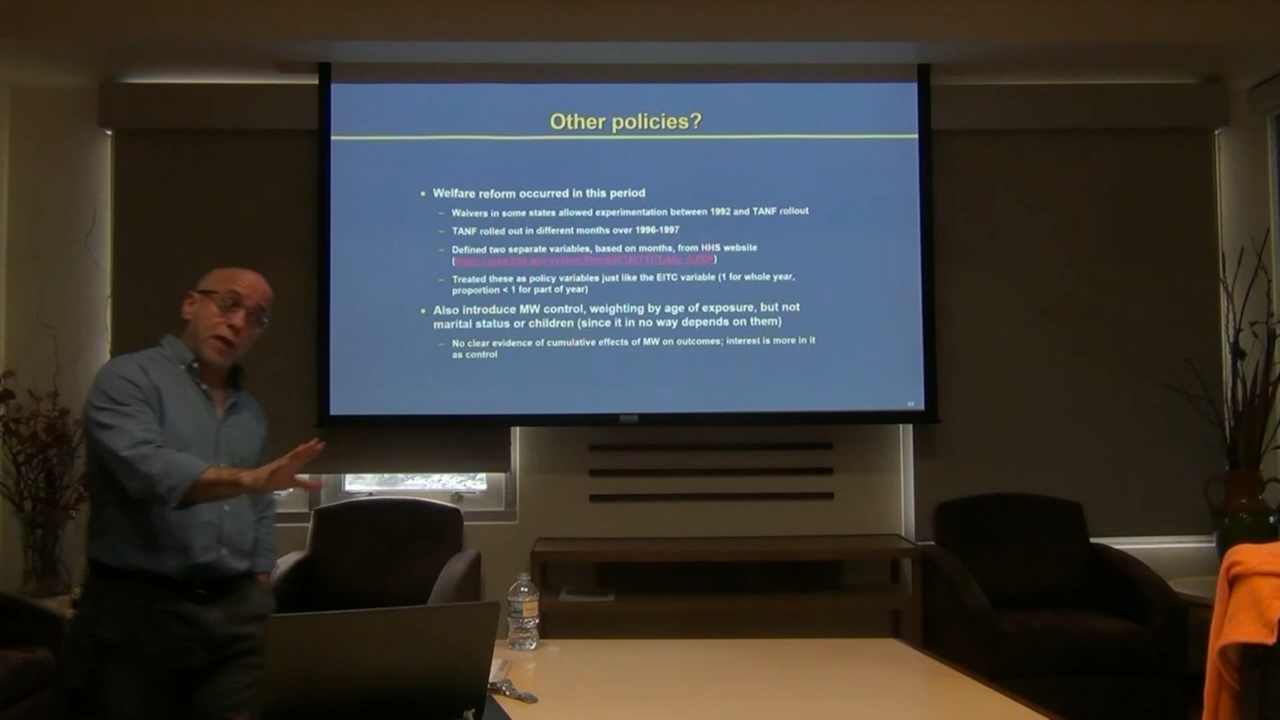 Other policies?
• Welfare reform occurred in this period
– Waivers in some states allowed experimentation between 1992 and TANF rollout
– TANF rolled out in different months over 1996-1997
– Defined two separate variables, based on months, from HHS website
– Treated these as policy variables just like the EITC variable (1 for whole year,
proportion < 1 for part of year)
• Also introduce MW control, weighting by age of exposure, but not
marital status or children (since it in no way depends on them)
– No clear evidence of cumulative effects of MW on outcomes; interest is more in it
as control